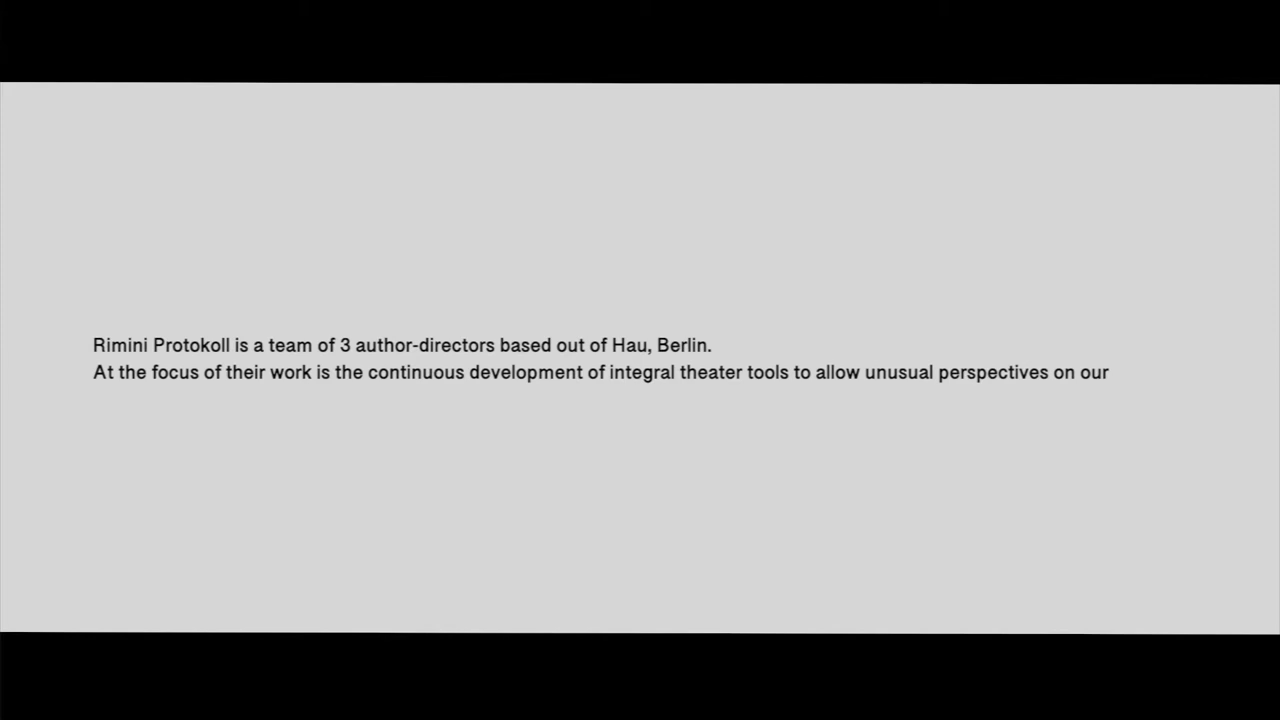 Rimini Protokoll is a team of 3 author-directors based out of Hau, Berlin.
At the focus of their work is the continuous development of integral theater tools to allow unusual perspectives on our